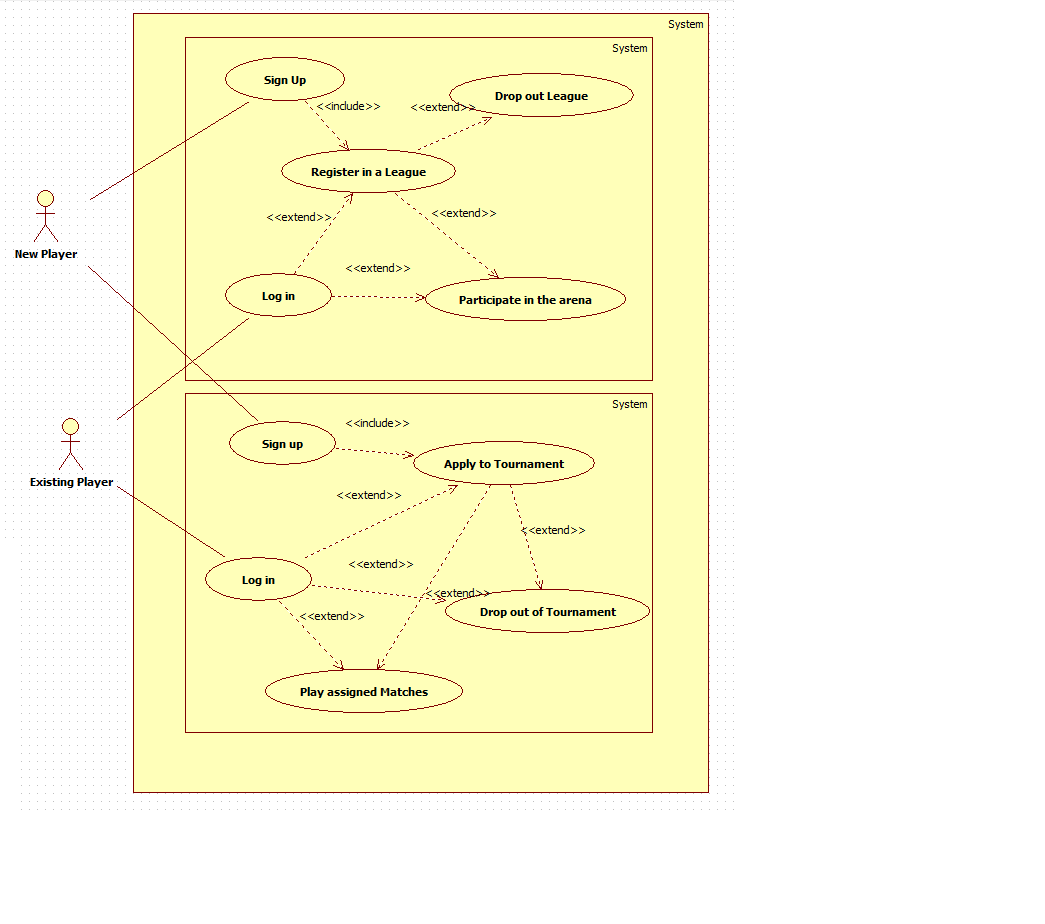 System
System
Sign Up
Drop out League
<<include>>
<<extend>>
Register in a League
<<extend>>
<<extend>>
New Player
<<extend>>
Log in
Participate in the arena
System
<<include>>
Sign up
Apply to Tournament
Existing Player
<<extend>>
<<extend>>
<<extend>>
Log in
<<extend>>
Drop out of Tournament
<<extend>>
Play assigned Matches